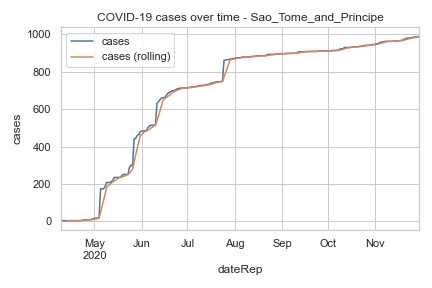 COVID-19 cases over time - Sao_Tome_and_Principe
cases
cases (rolling)
cases
1000
800
600
400
200
0
May Jun Jul Aug Sep Oct Nov
2020
dateRep